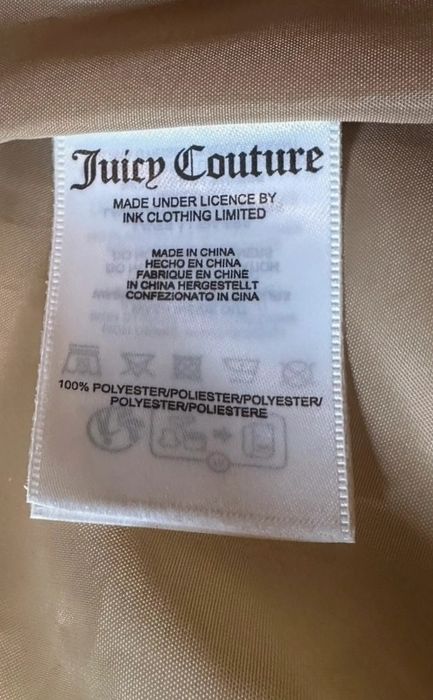 Juicy Couture
MADE UNDER LICENCE BY
INK CLOTHING LIMITED
MADE IN CHINA
HECHO EN CHINA
FABRIQUE EN CHINE
IN CHINA HERGESTELLT
CONFEZIONATO IN CINA
100% POLYESTER/POLIESTER/POLYESTER/
POLYESTER/POLIESTERE